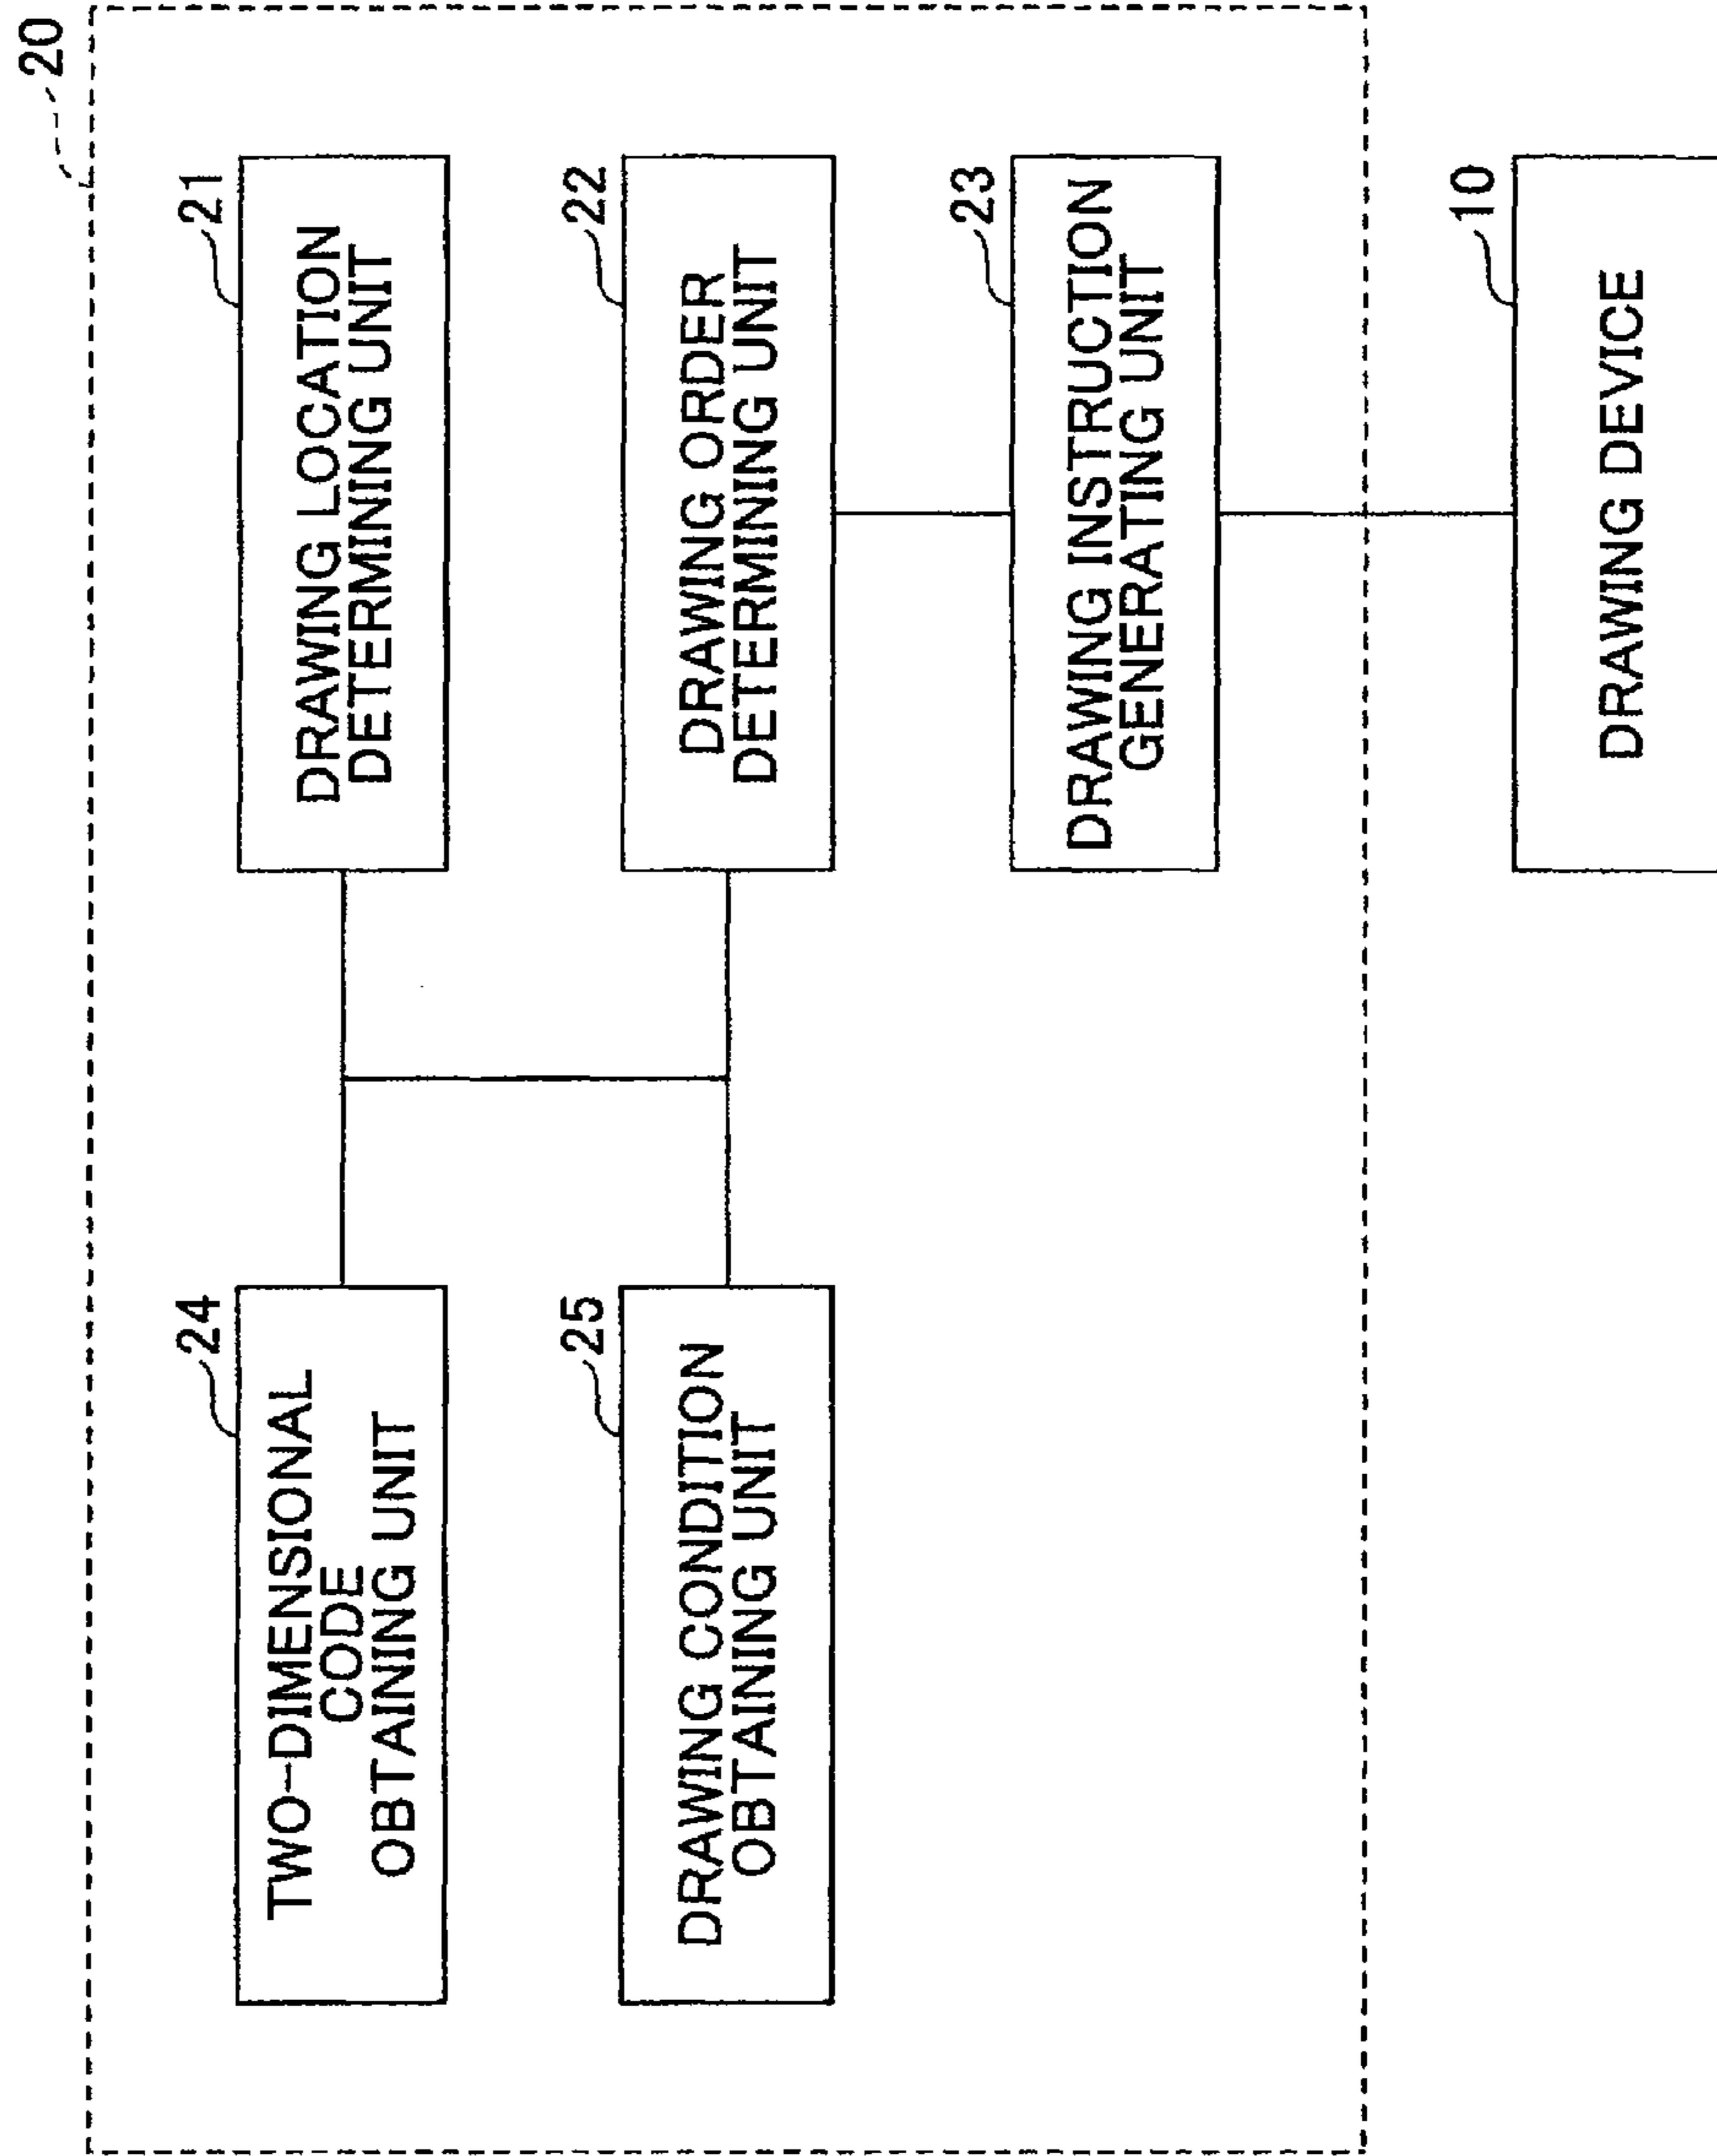 20
24
TWO-DIMENSIONAL
CODE
OBTAINING UNIT
21
DRAWING LOCATION
DETERMINING UNIT
25
DRAWING CONDITION
OBTAINING UNIT
22
DRAWING ORDER
DETERMINING UNIT
23
DRAWING INSTRUCTION
GENERATING UNIT
10
DRAWING DEVICE